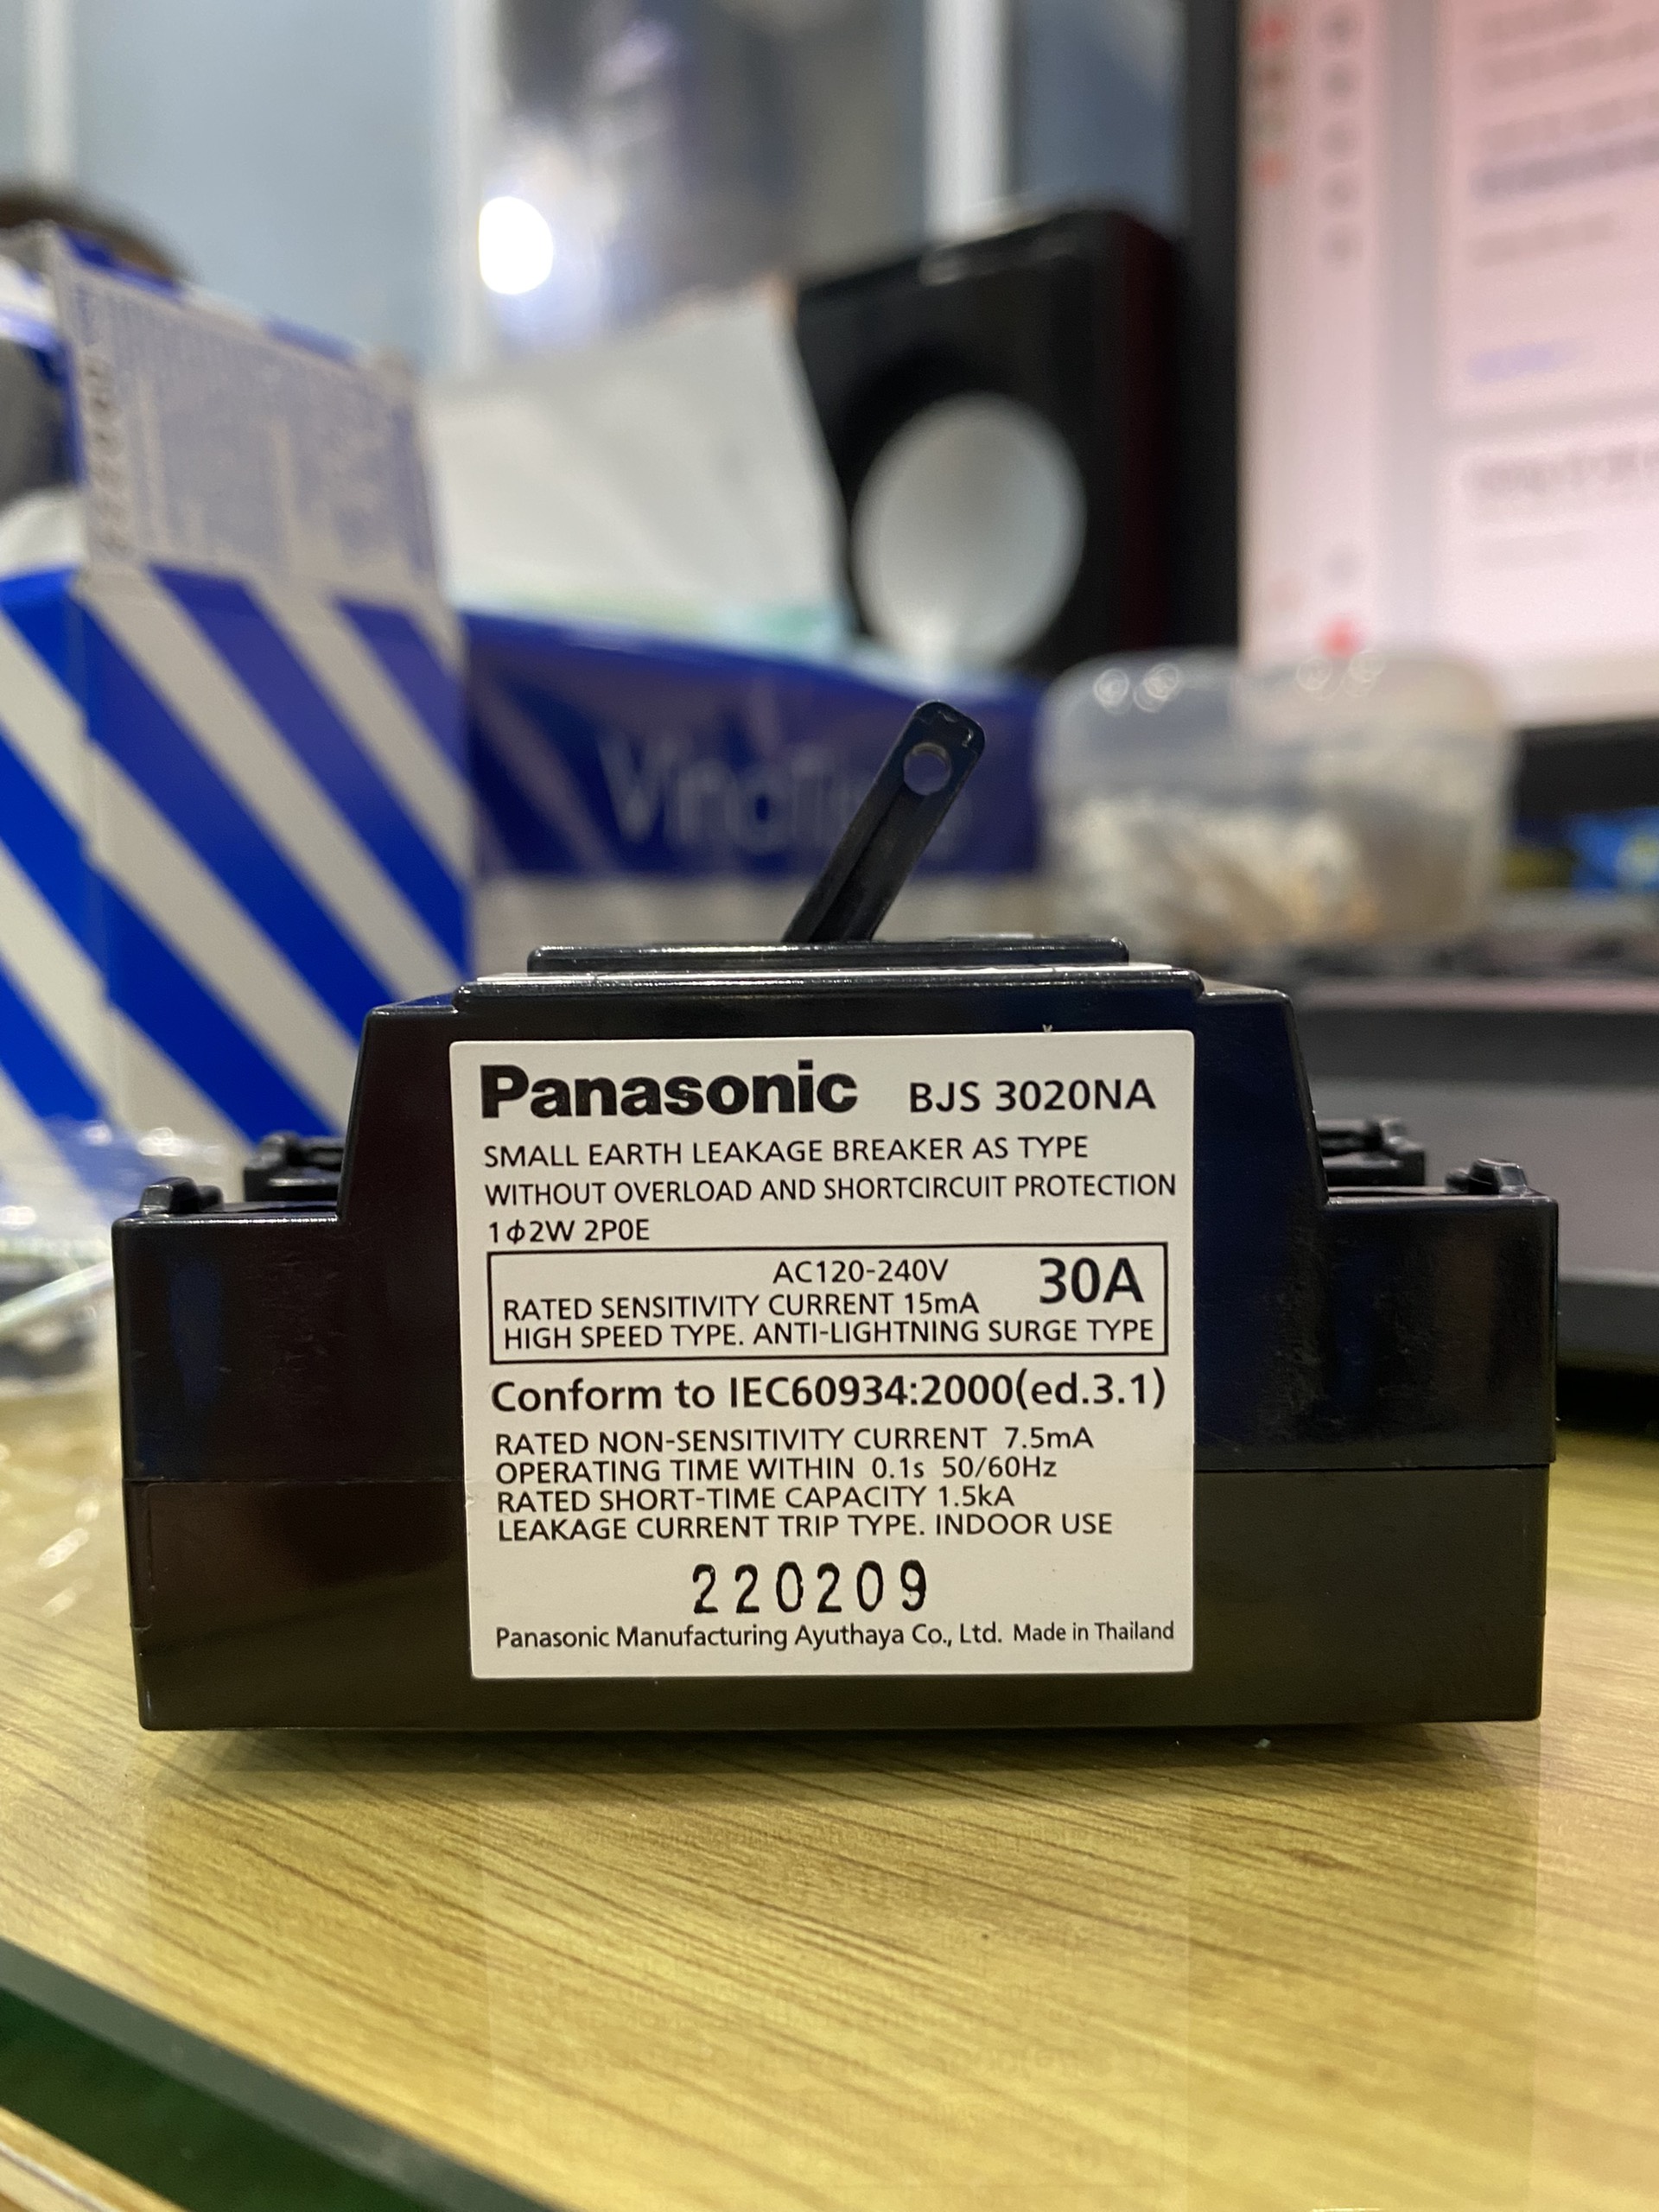 Panasonic BJS 3020NA
SMALL EARTH LEAKAGE BREAKER AS TYPE
WITHOUT OVERLOAD AND SHORTCIRCUIT PROTECTION
1ϕ2W 2P0E
AC120-240V 30A
RATED SENSITIVITY CURRENT 15mA
HIGH SPEED TYPE. ANTI-LIGHTNING SURGE TYPE
Conform to IEC60934:2000(ed.3.1)
RATED NON-SENSITIVITY CURRENT 7.5mA
OPERATING TIME WITHIN 0.1s 50/60Hz
RATED SHORT-TIME CAPACITY 1.5kA
LEAKAGE CURRENT TRIP TYPE. INDOOR USE
220209
Panasonic Manufacturing Ayuthaya Co., Ltd. Made in Thailand